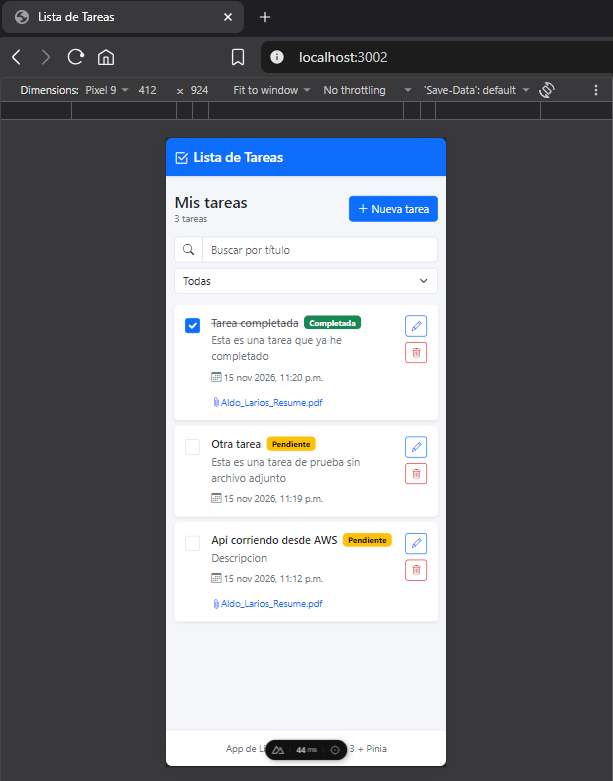 Lista de Tareas
localhost:3002
Dimensions: Pixel 9 412 x 924 Fit to window No throttling 'Save-Data': default
Lista de Tareas
Mis tareas
3 tareas
+ Nueva tarea
Buscar por título
Todas
Tarea completada Completada
Esta es una tarea que ya he
completado
15 nov 2026, 11:20 p.m.
Aldo_Larios_Resume.pdf
Otra tarea Pendiente
Esta es una tarea de prueba sin
archivo adjunto
15 nov 2026, 11:19 p.m.
Api corriendo desde AWS Pendiente
Descripcion
15 nov 2026, 11:12 p.m.
Aldo_Larios_Resume.pdf
App de Li 44 ms 3 + Pinia